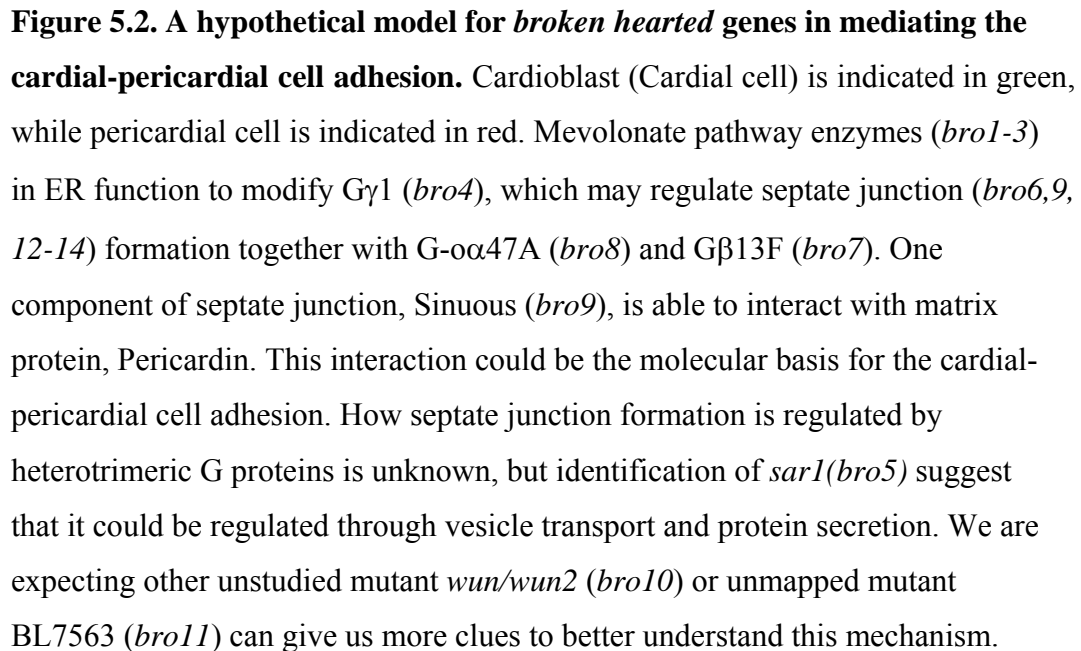 Figure 5.2. A hypothetical model for broken hearted genes in mediating the
cardial-pericardial cell adhesion. Cardioblast (Cardial cell) is indicated in green,
while pericardial cell is indicated in red. Mevolonate pathway enzymes (bro1-3)
in ER function to modify Gγ1 (bro4), which may regulate septate junction (bro6,9,
12-14) formation together with G-oα47A (bro8) and Gβ13F (bro7). One
component of septate junction, Sinuous (bro9), is able to interact with matrix
protein, Pericardin. This interaction could be the molecular basis for the cardial-
pericardial cell adhesion. How septate junction formation is regulated by
heterotrimeric G proteins is unknown, but identification of sar1(bro5) suggest
that it could be regulated through vesicle transport and protein secretion. We are
expecting other unstudied mutant wun/wun2 (bro10) or unmapped mutant
BL7563 (bro11) can give us more clues to better understand this mechanism.